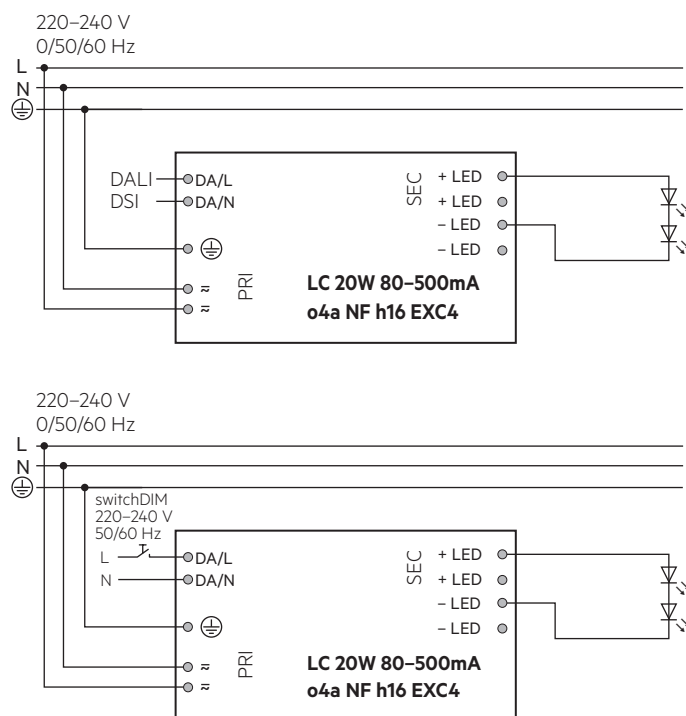 220–240 V
0/50/60 Hz
L
N
DALI
DSI
DA/L
DA/N
PRI
SEC
+ LED
+ LED
– LED
– LED
LC 20W 80–500mA
o4a NF h16 EXC4
220–240 V
0/50/60 Hz
L
N
switchDIM
220–240 V
50/60 Hz
L
N
DA/L
DA/N
PRI
SEC
+ LED
+ LED
– LED
– LED
LC 20W 80–500mA
o4a NF h16 EXC4